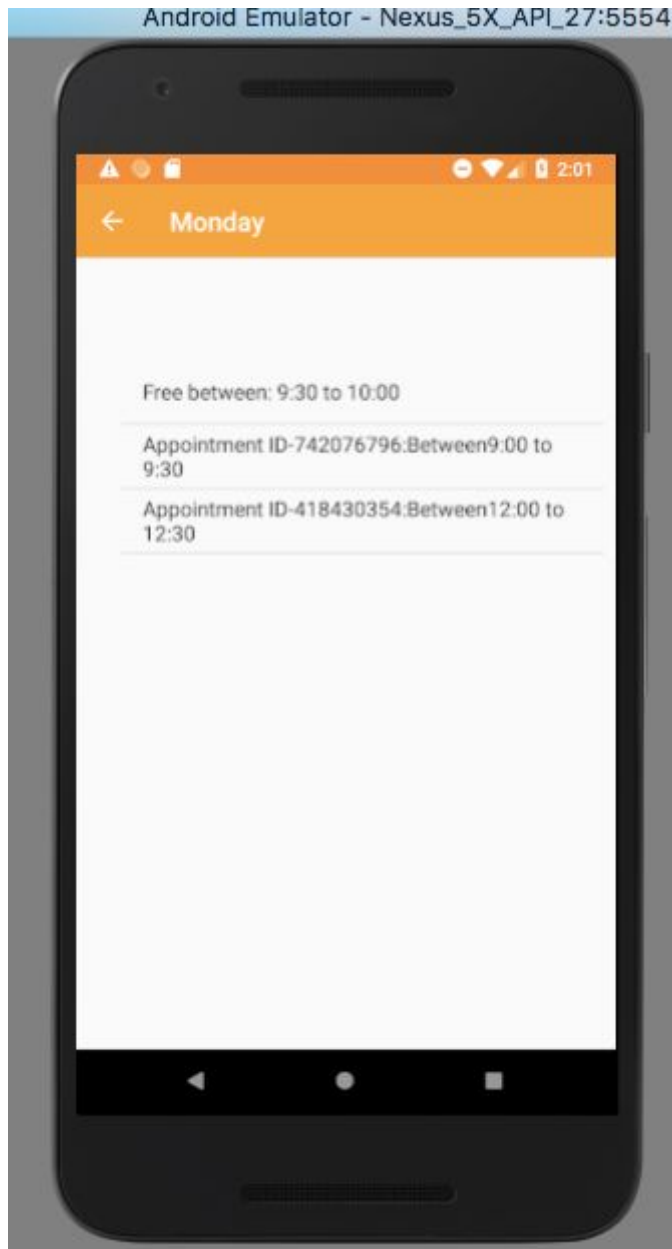 Android Emulator - Nexus_5X_API_27:5554
2:01
Monday
Free between: 9:30 to 10:00
Appointment ID-742076796:Between9:00 to
9:30
Appointment ID-418430354:Between12:00 to
12:30